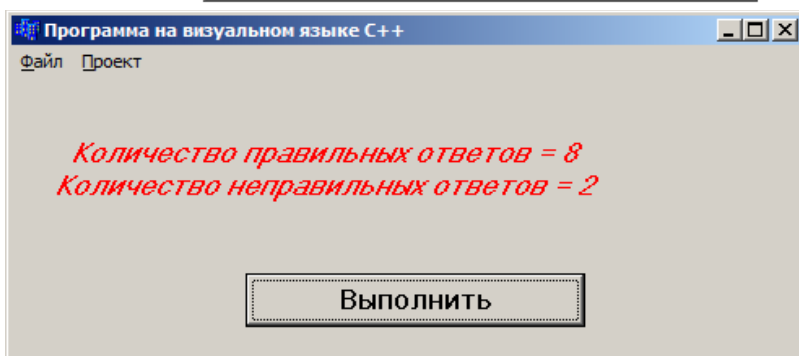 Программа на визуальном языке C++
Файл Проект
Количество правильных ответов = 8
Количество неправильных ответов = 2
Выполнить